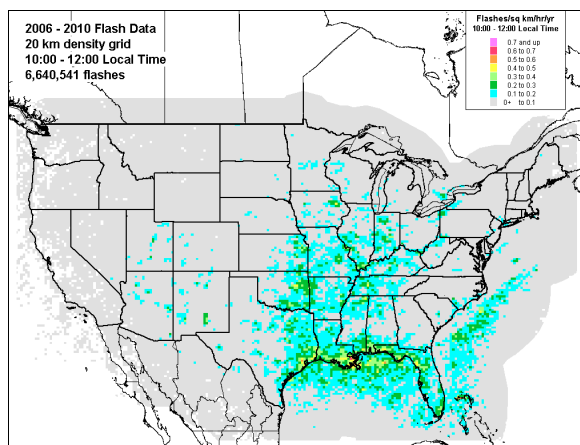 2006 - 2010 Flash Data
20 km density grid
10:00 - 12:00 Local Time
6,640,541 flashes
Flashes/sq km/hr/yr
10:00 - 12:00 Local Time
0.7 and up
0.6 to 0.7
0.5 to 0.6
0.4 to 0.5
0.3 to 0.4
0.2 to 0.3
0.1 to 0.2
0+ to 0.1